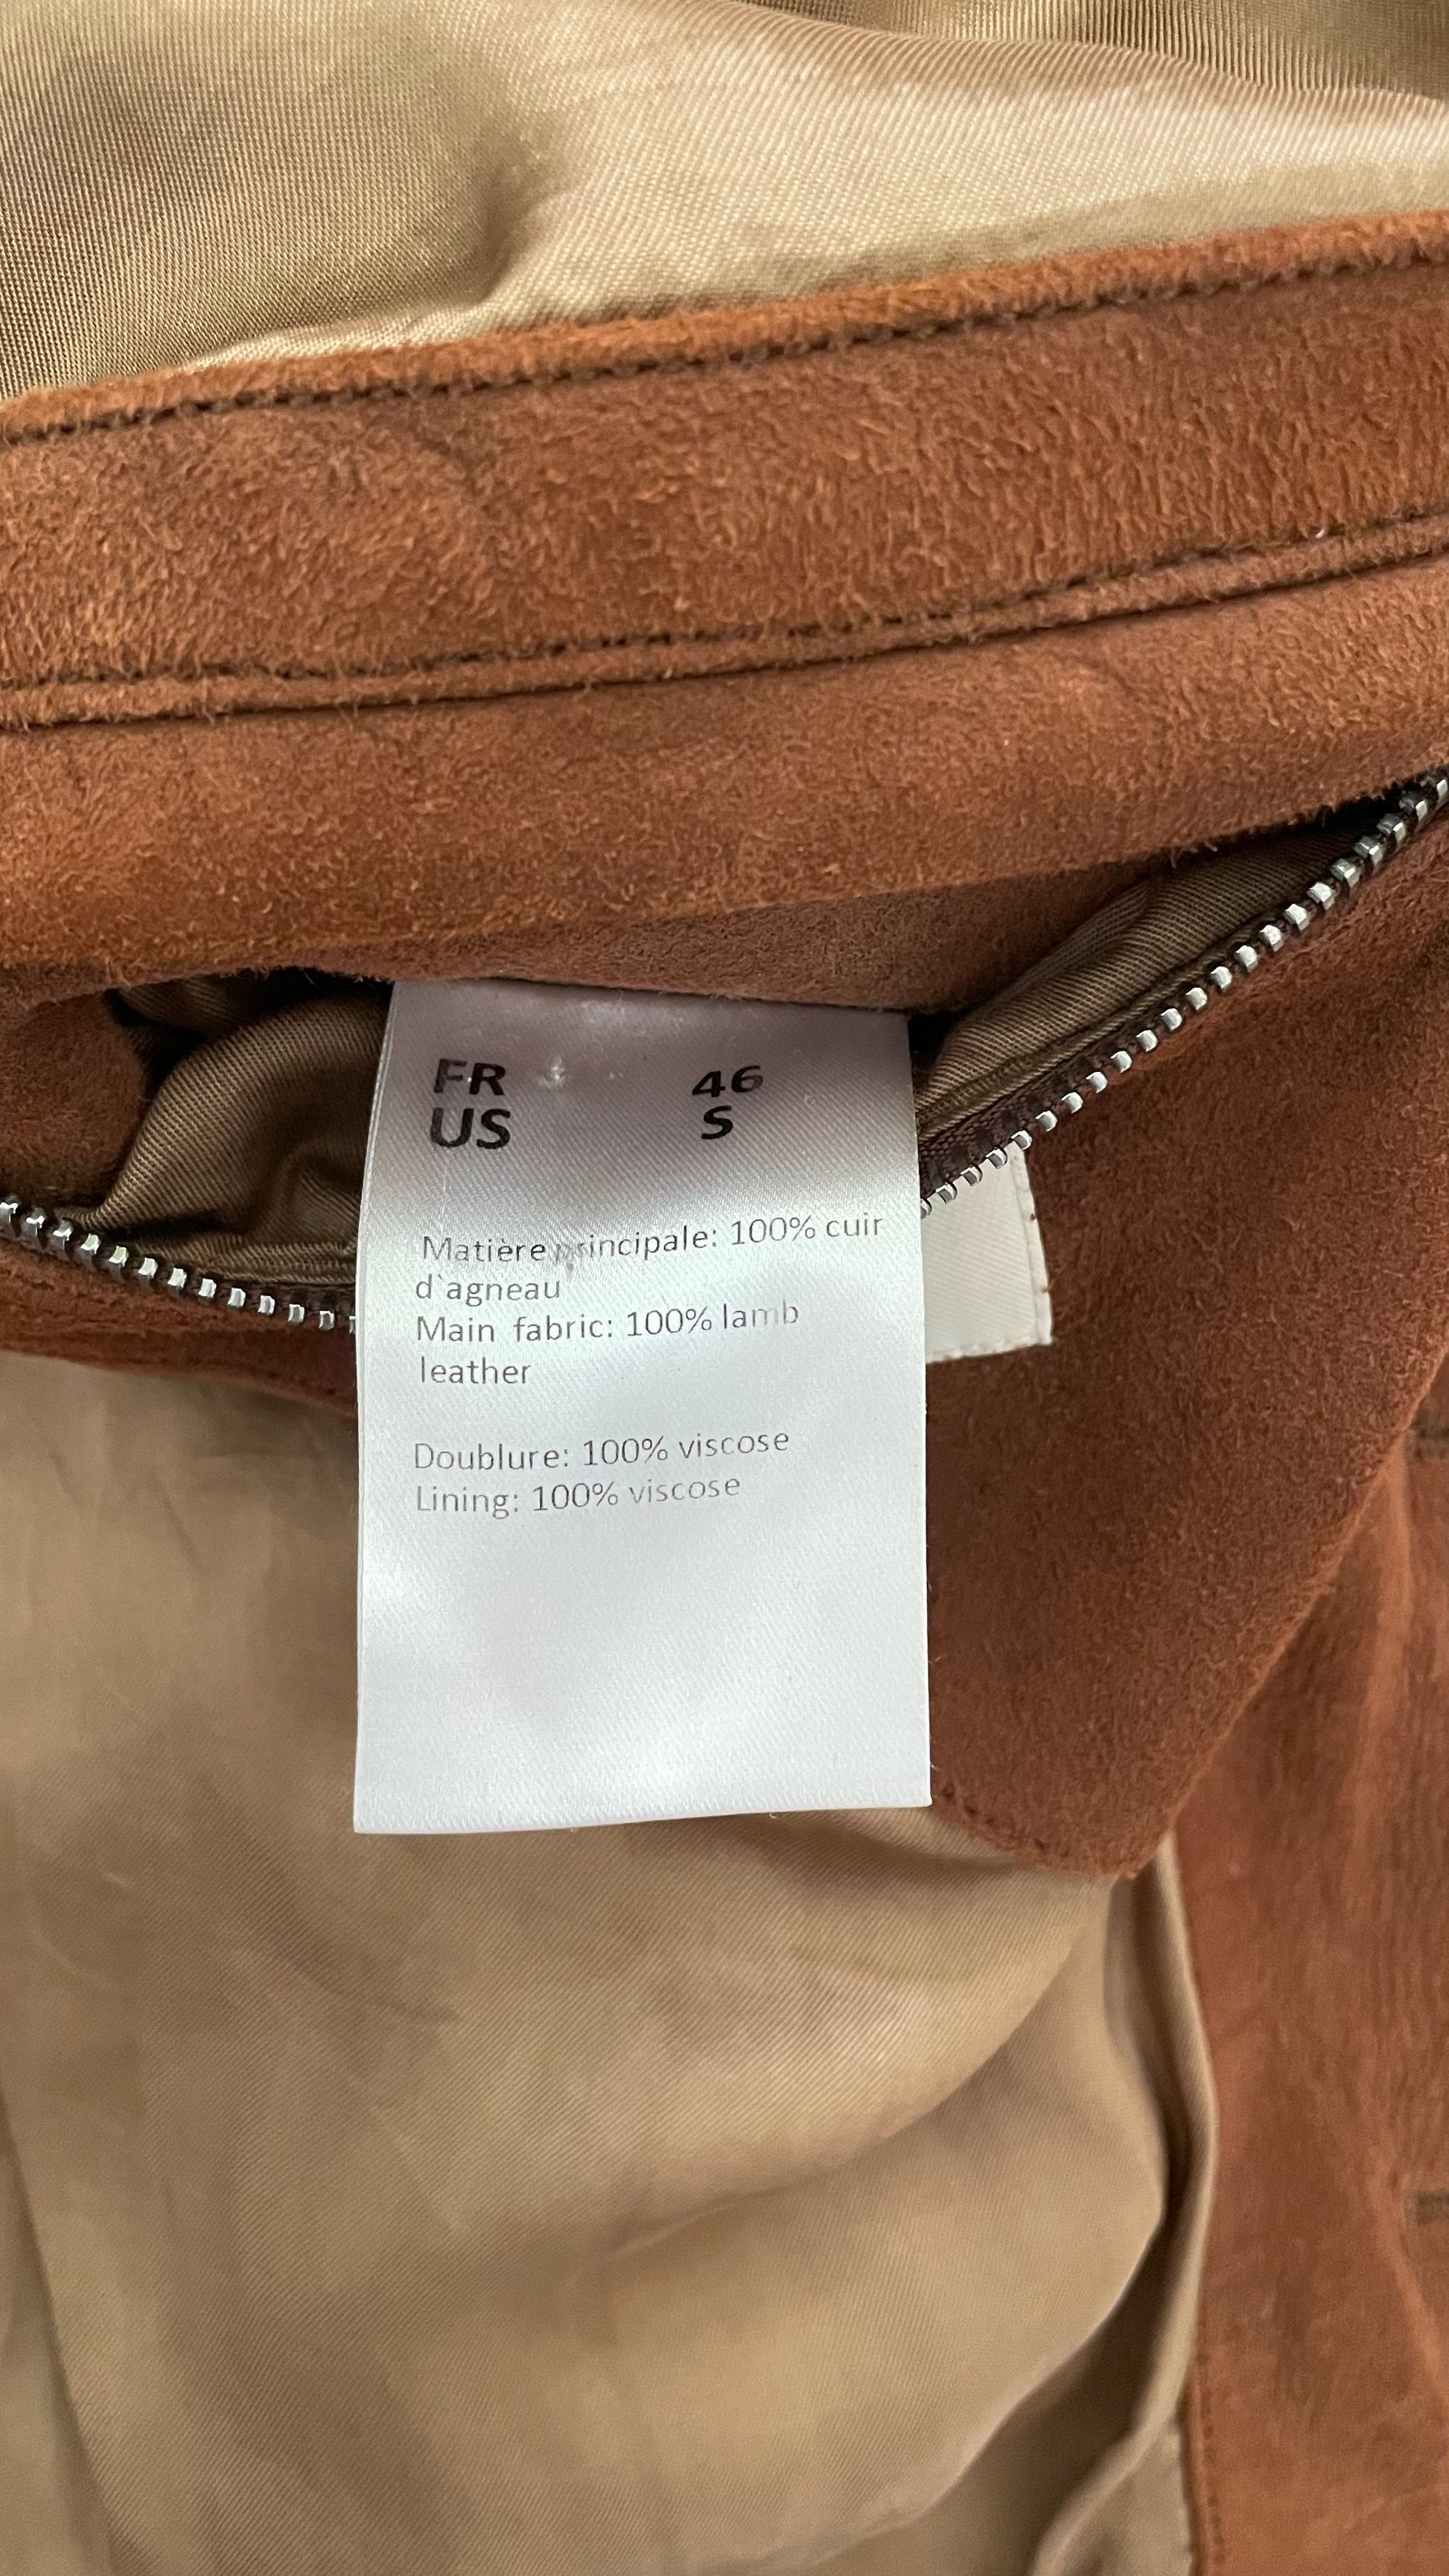 FR 46
US S
Matière principale: 100% cuir
d`agneau
Main fabric: 100% lamb
leather
Doublure: 100% viscose
Lining: 100% viscose